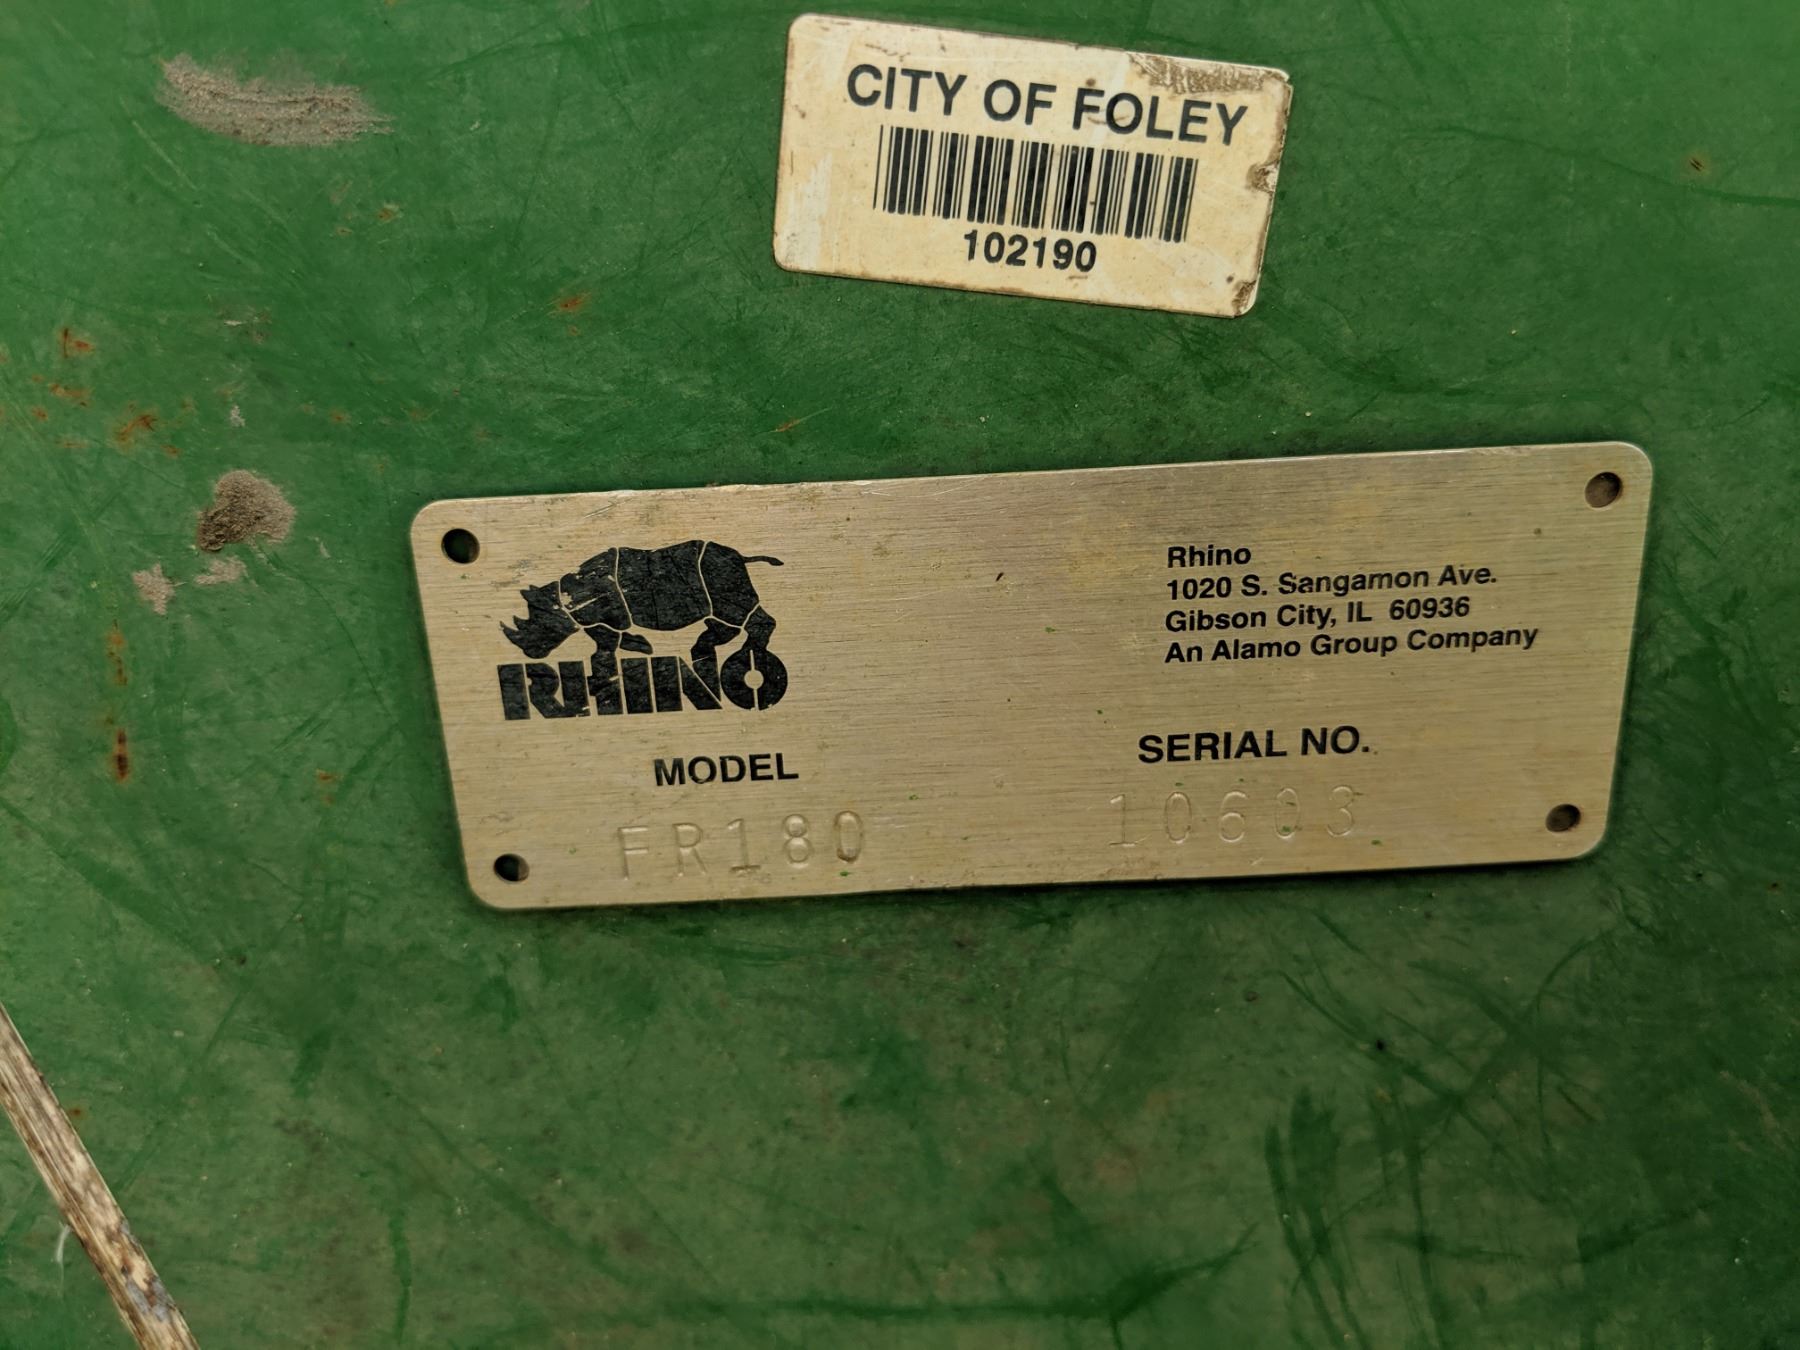 CITY OF FOLEY
102190
RHINO
Rhino
1020 S. Sangamon Ave.
Gibson City, IL 60936
An Alamo Group Company
MODEL
SERIAL NO.
FR180
10603